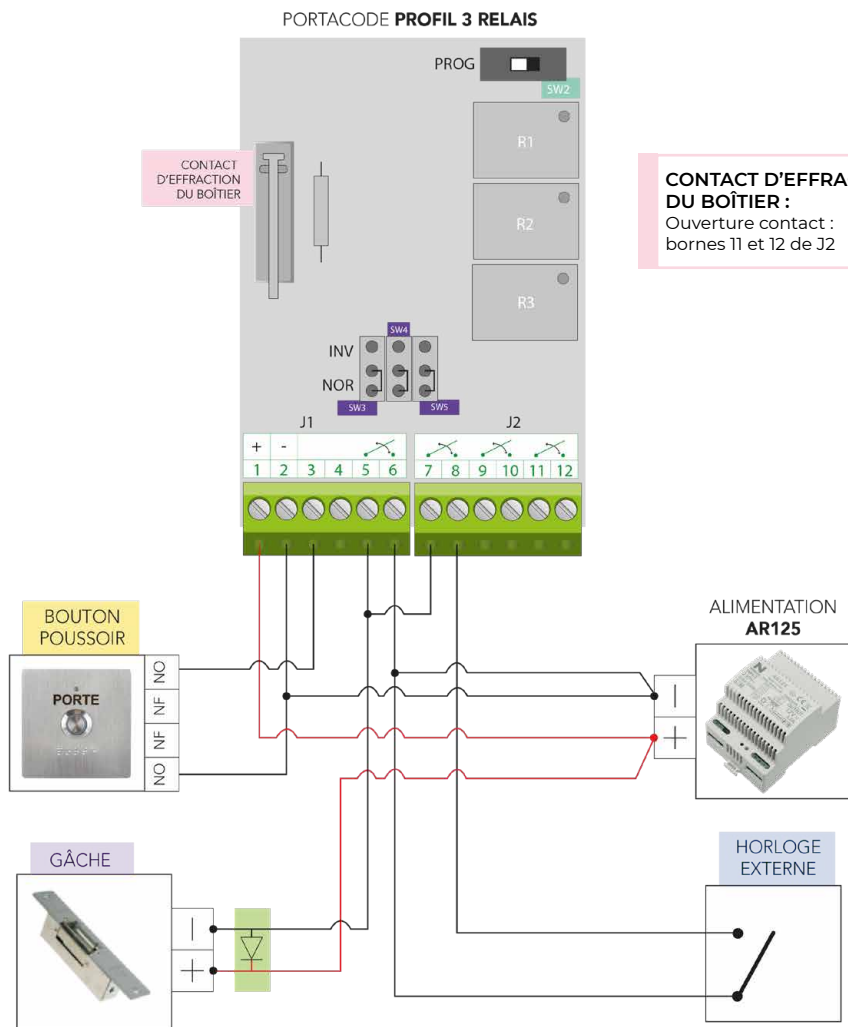 PORTACODE PROFIL 3 RELAIS
PROG
SW2
R1
CONTACT
D'EFFRACTION
DU BOÎTIER
CONTACT D'EFFRA
DU BOÎTIER :
Ouverture contact :
bornes 11 et 12 de J2
R2
R3
SW4
INV
NOR
SW3
SW5
J1
J2
+ -
1 2 3 4 5 6 7 8 9 10 11 12
BOUTON
POUSSOIR
PORTE
NO
NF
NF
NO
ALIMENTATION
AR125
−
+
GÂCHE
−
+
HORLOGE
EXTERNE